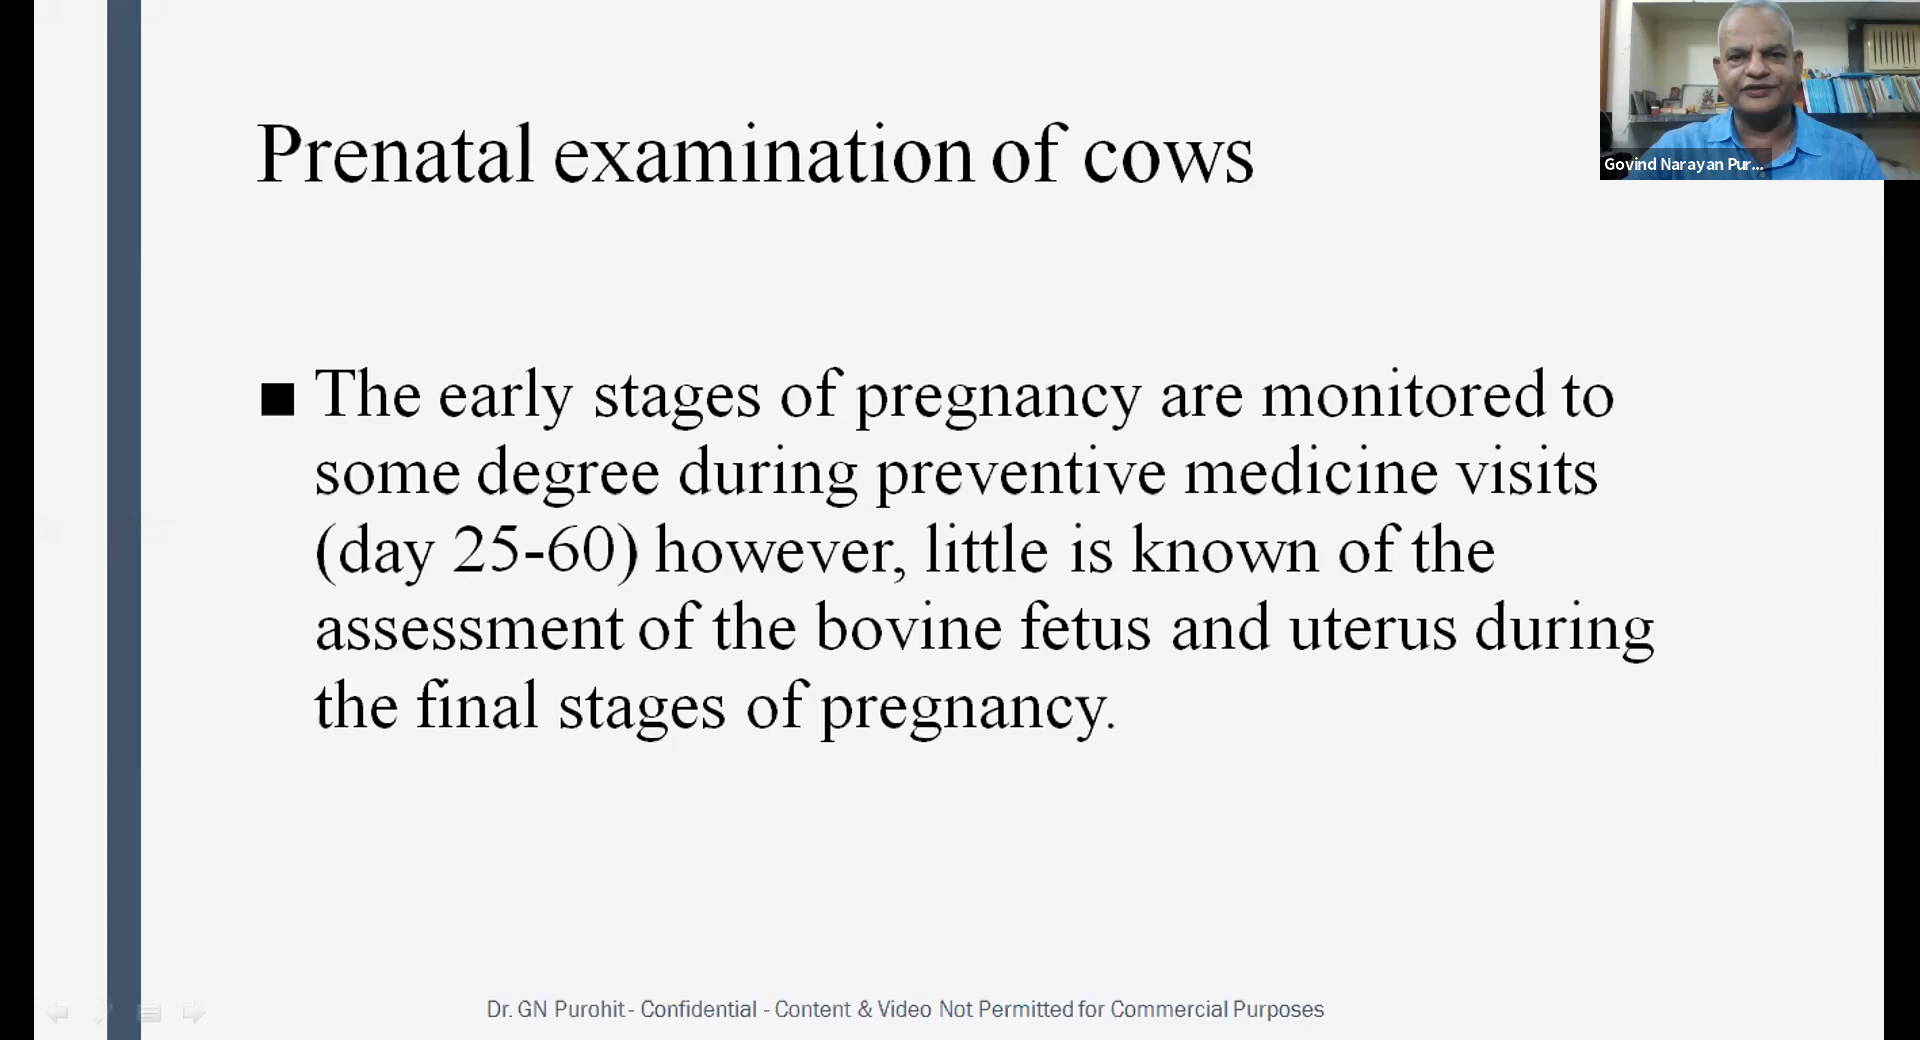 Govind Narayan Pur...
Prenatal examination of cows
■ The early stages of pregnancy are monitored to
some degree during preventive medicine visits
(day 25-60) however, little is known of the
assessment of the bovine fetus and uterus during
the final stages of pregnancy.
Dr. GN Purohit - Confidential - Content & Video Not Permitted for Commercial Purposes